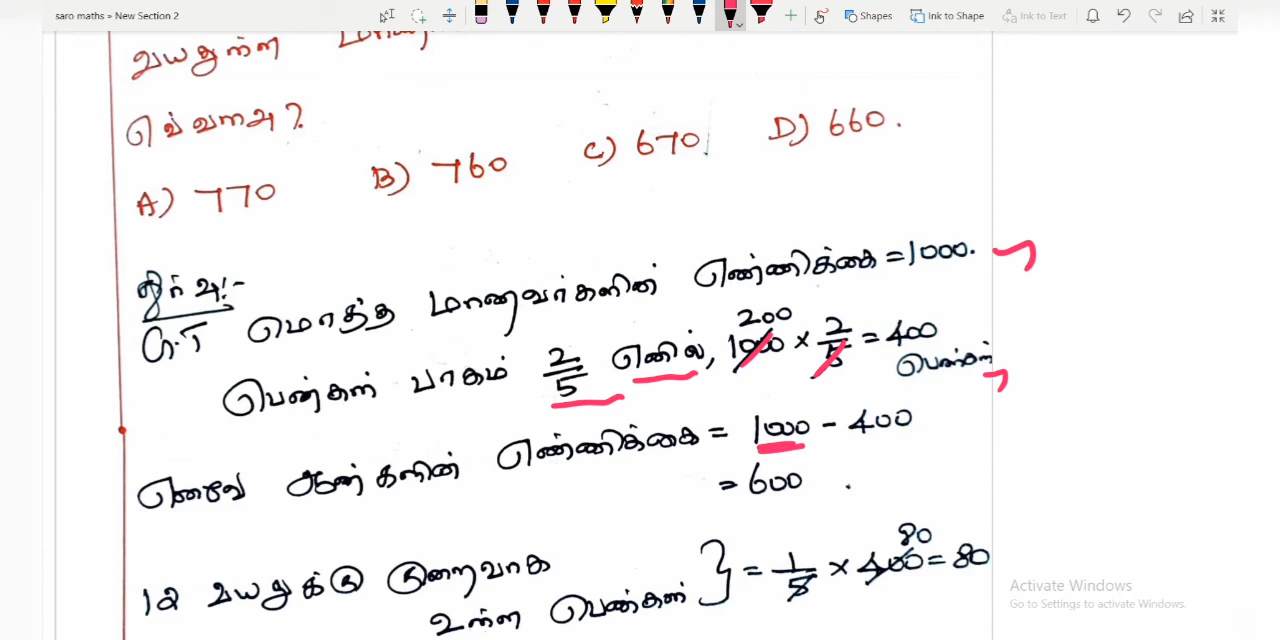 saro maths » New Section 2
Shapes Ink to Shape Ink to Text
வயதுள்ள
எவ்வளவு?
A) 770 B) 760 C) 670 D) 660.
தீர்வு:-
G.T மொத்த மாணவர்களின் எண்ணிக்கை = 1000.
பெண்கள் பாகம் 2/5 எனில், 1000 × 2/5 = 400
200
பெண்கள்
எனவே ஆண்களின் எண்ணிக்கை = 1000 - 400
= 600
12 வயதுக்கு குறைவாக
உள்ள பெண்கள் } = 1/5 × 400 = 80
80
Activate Windows
Go to Settings to activate Windows.